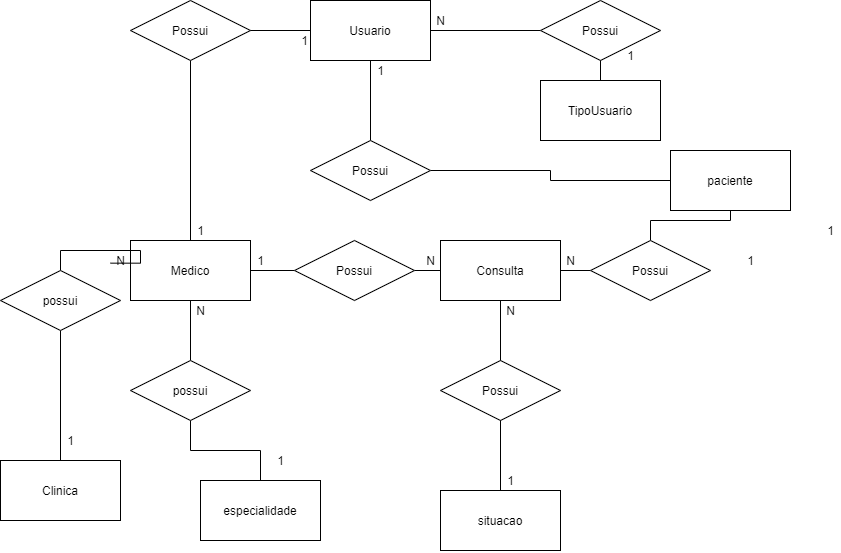 Possui
Usuario
N
Possui
1
1
1
TipoUsuario
Possui
paciente
1
1
N
Medico
1
Possui
N
Consulta
N
Possui
1
possui
N
N
possui
Possui
1
1
1
Clinica
especialidade
situacao